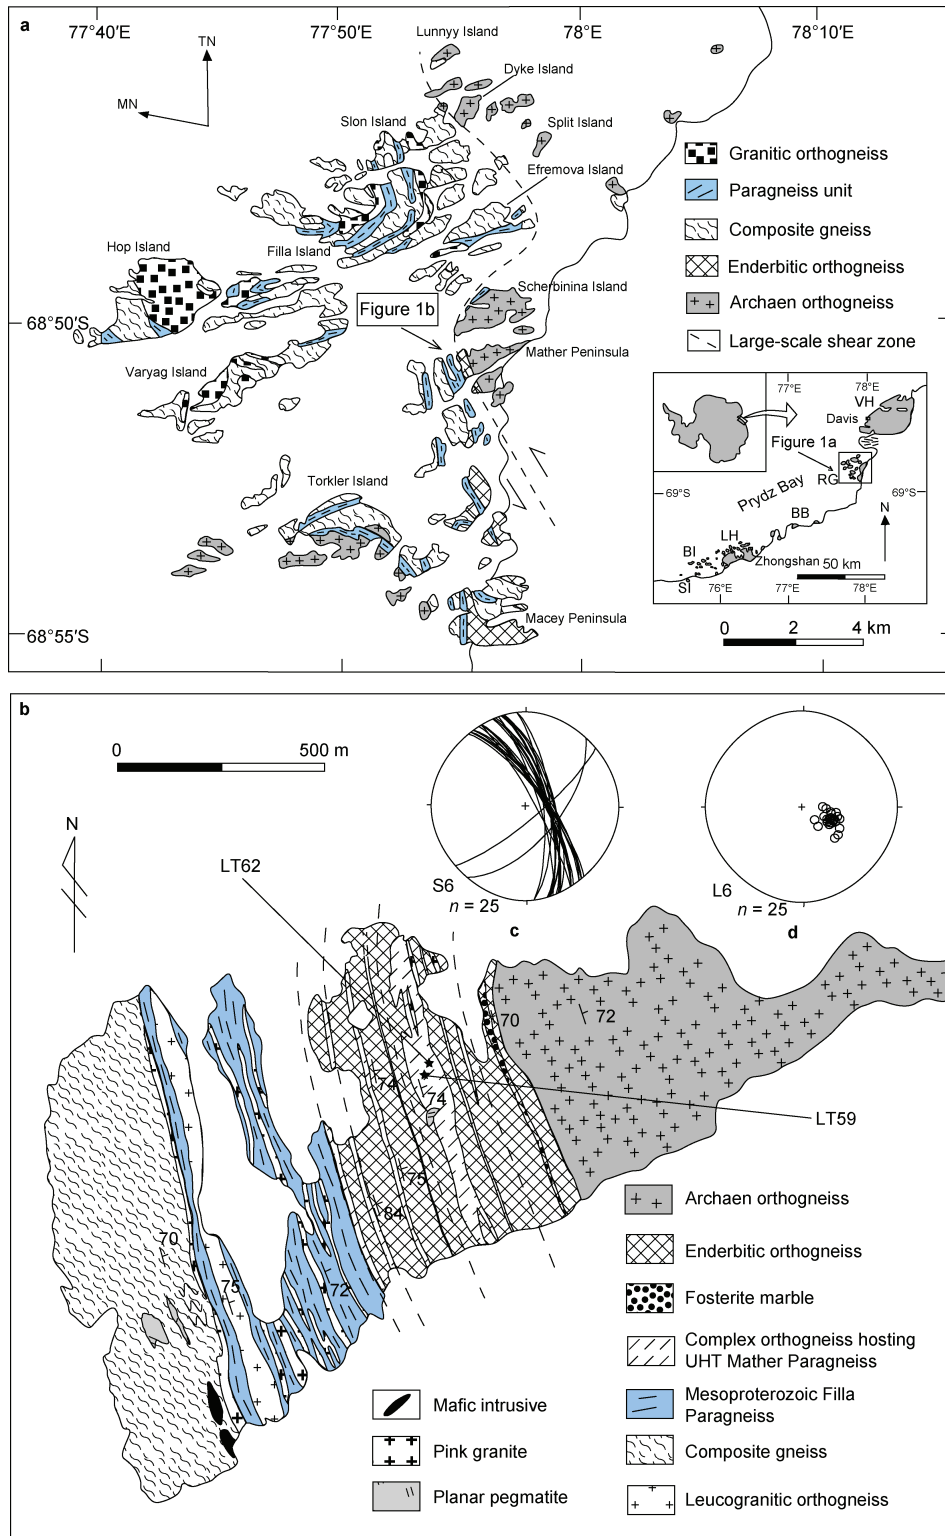 a
77°40′E
77°50′E
78°E
78°10′E
TN
MN
Lunnyy Island
Dyke Island
Slon Island
Split Island
Efremova Island
Hop Island
Filla Island
Figure 1b
Scherbinina Island
68°50′S
Mather Peninsula
Varyag Island
Torkler Island
Macey Peninsula
68°55′S
Granitic orthogneiss
Paragneiss unit
Composite gneiss
Enderbitic orthogneiss
Archaen orthogneiss
Large-scale shear zone
77°E
78°E
VH
Davis
Figure 1a
RG
69°S
69°S
Prydz Bay
N
BB
LH
BI
Zhongshan
50 km
SI
76°E
77°E
78°E
0 2 4 km
b
0 500 m
N
LT62
S6
n = 25
c
L6
n = 25
d
70
72
74
74
LT59
75
84
70
75
72
Archaen orthogneiss
Enderbitic orthogneiss
Fosterite marble
Complex orthogneiss hosting
UHT Mather Paragneiss
Mafic intrusive
Mesoproterozoic Filla
Paragneiss
Pink granite
Composite gneiss
Planar pegmatite
Leucogranitic orthogneiss